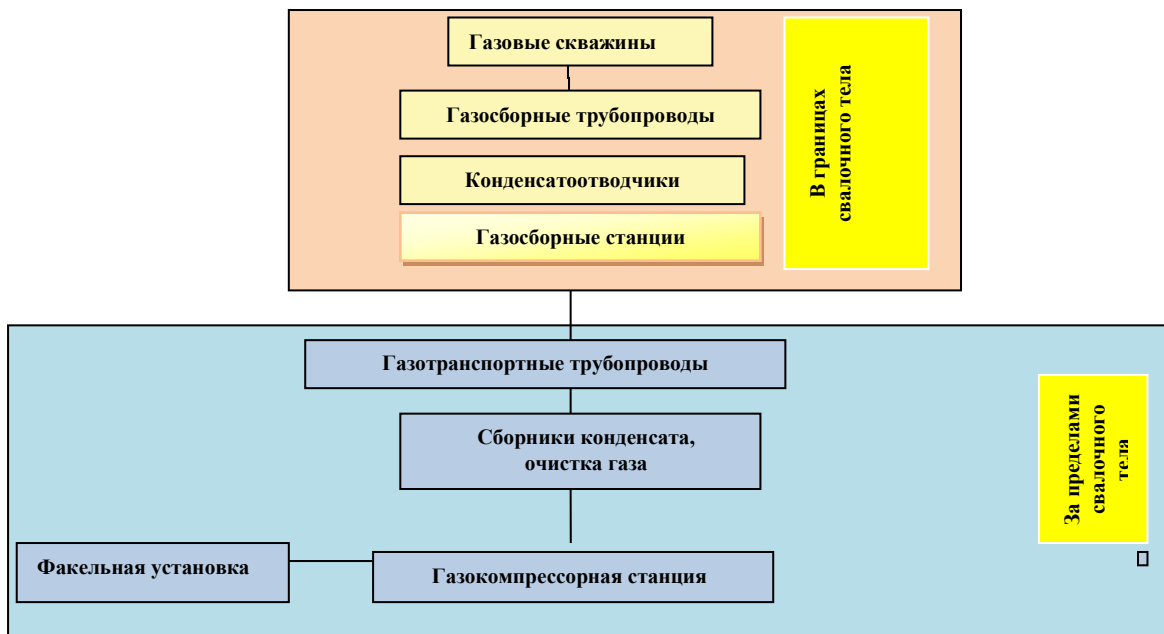 Газовые скважины
Газосборные трубопроводы
Конденсатоотводчики
Газосборные станции
В границах
свалочного тела
Газотранспортные трубопроводы
Сборники конденсата,
очистка газа
За пределами
свалочного
тела
Факельная установка
Газокомпрессорная станция